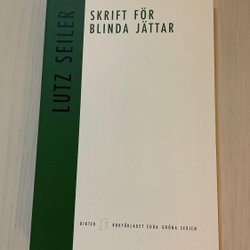 LUTZ SEILER
SKRIFT FÖR
BLINDA JÄTTAR
DIKTER
BOKFÖRLAGET EDDA GRÖNA SERIEN